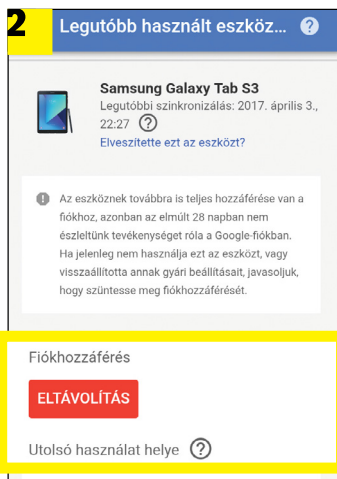 2
Legutóbb használt eszköz... ?
Samsung Galaxy Tab S3
Legutóbbi szinkronizálás: 2017. április 3.,
22:27 ?
Elveszítette ezt az eszközt?
Az eszköznek továbbra is teljes hozzáférése van a
fiókhoz, azonban az elmúlt 28 napban nem
észleltünk tevékenységet róla a Google-fiókban.
Ha jelenleg nem használja ezt az eszközt, vagy
visszaállította annak gyári beállításait, javasoljuk,
hogy szüntesse meg fiókhozzáférését.
Fiókhozzáférés
ELTÁVOLÍTÁS
Utolsó használat helye ?